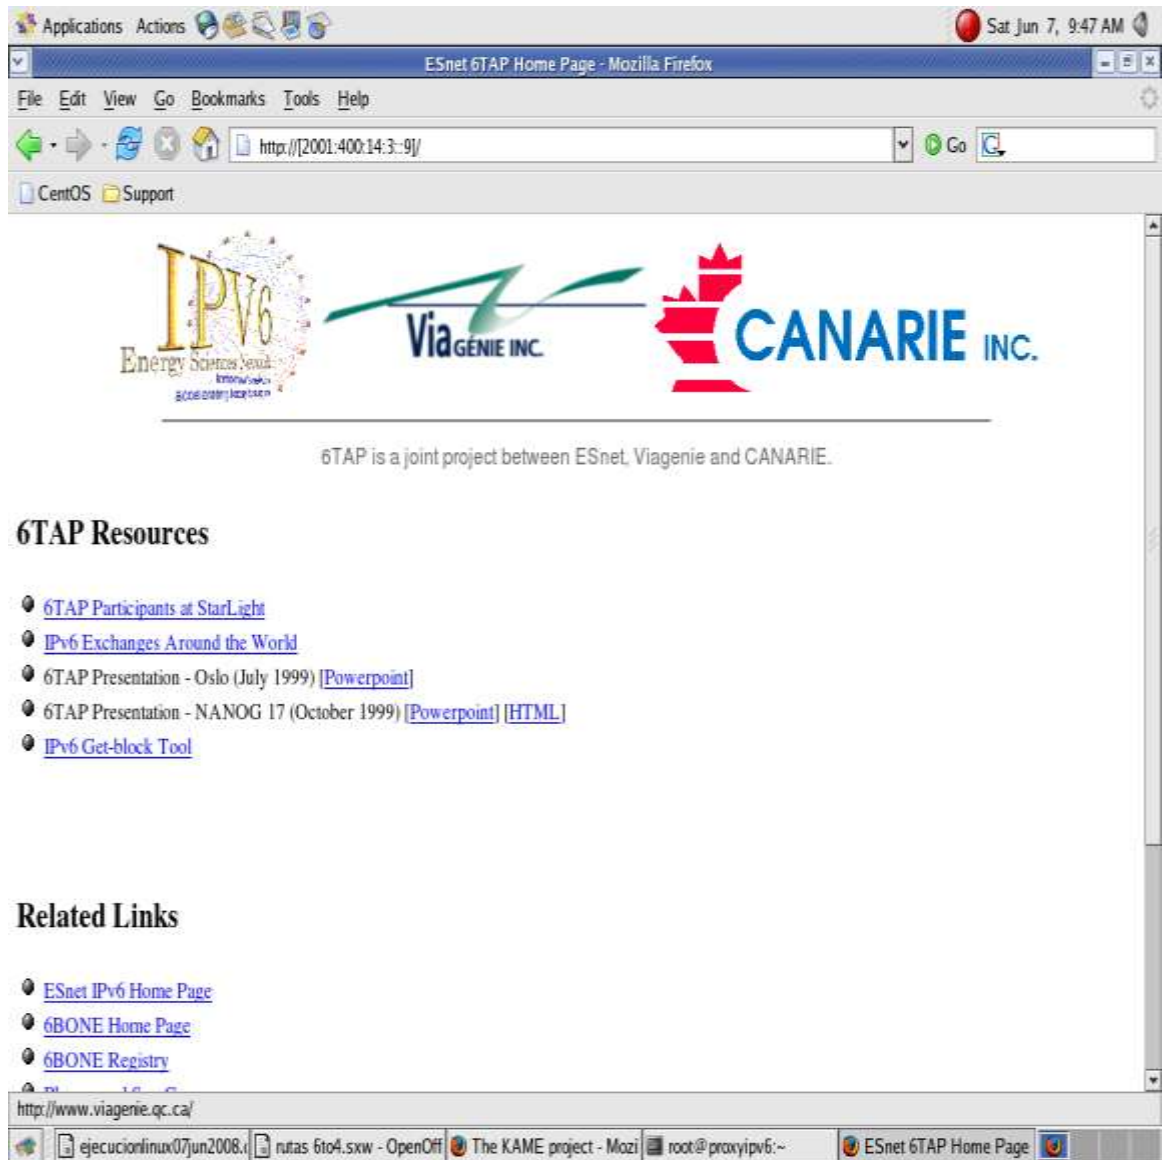 Applications Actions Sat Jun 7, 9:47 AM
ESnet 6TAP Home Page - Mozilla Firefox
File Edit View Go Bookmarks Tools Help
http://[2001:400:14:3::9]/ Go
CentOS Support
IPV6
Energy Sciences
Via GÉNIE INC.
CANARIE INC.
6TAP is a joint project between ESnet, Viagenie and CANARIE.
6TAP Resources
6TAP Participants at StarLight
IPv6 Exchanges Around the World
6TAP Presentation - Oslo (July 1999) [Powerpoint]
6TAP Presentation - NANOG 17 (October 1999) [Powerpoint] [HTML]
IPv6 Get-block Tool
Related Links
ESnet IPv6 Home Page
6BONE Home Page
6BONE Registry
http://www.viagenie.qc.ca/
ejecucionlinux07jun2008. rutas 6to4.sxw - OpenOff The KAME project - Mozi root@proxyipv6:~ ESnet 6TAP Home Page